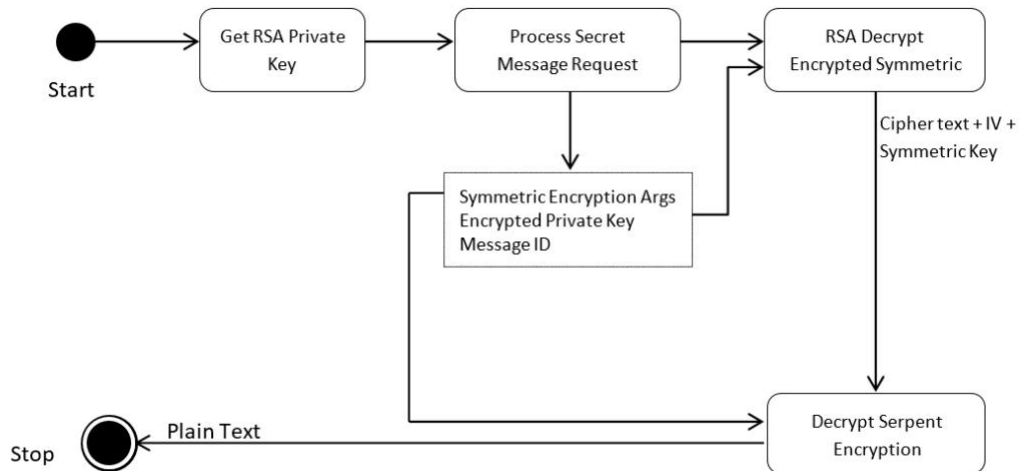 Get RSA Private
Key
Process Secret
Message Request
RSA Decrypt
Encrypted Symmetric
Start
Cipher text + IV +
Symmetric Key
Symmetric Encryption Args
Encrypted Private Key
Message ID
Decrypt Serpent
Encryption
Plain Text
Stop